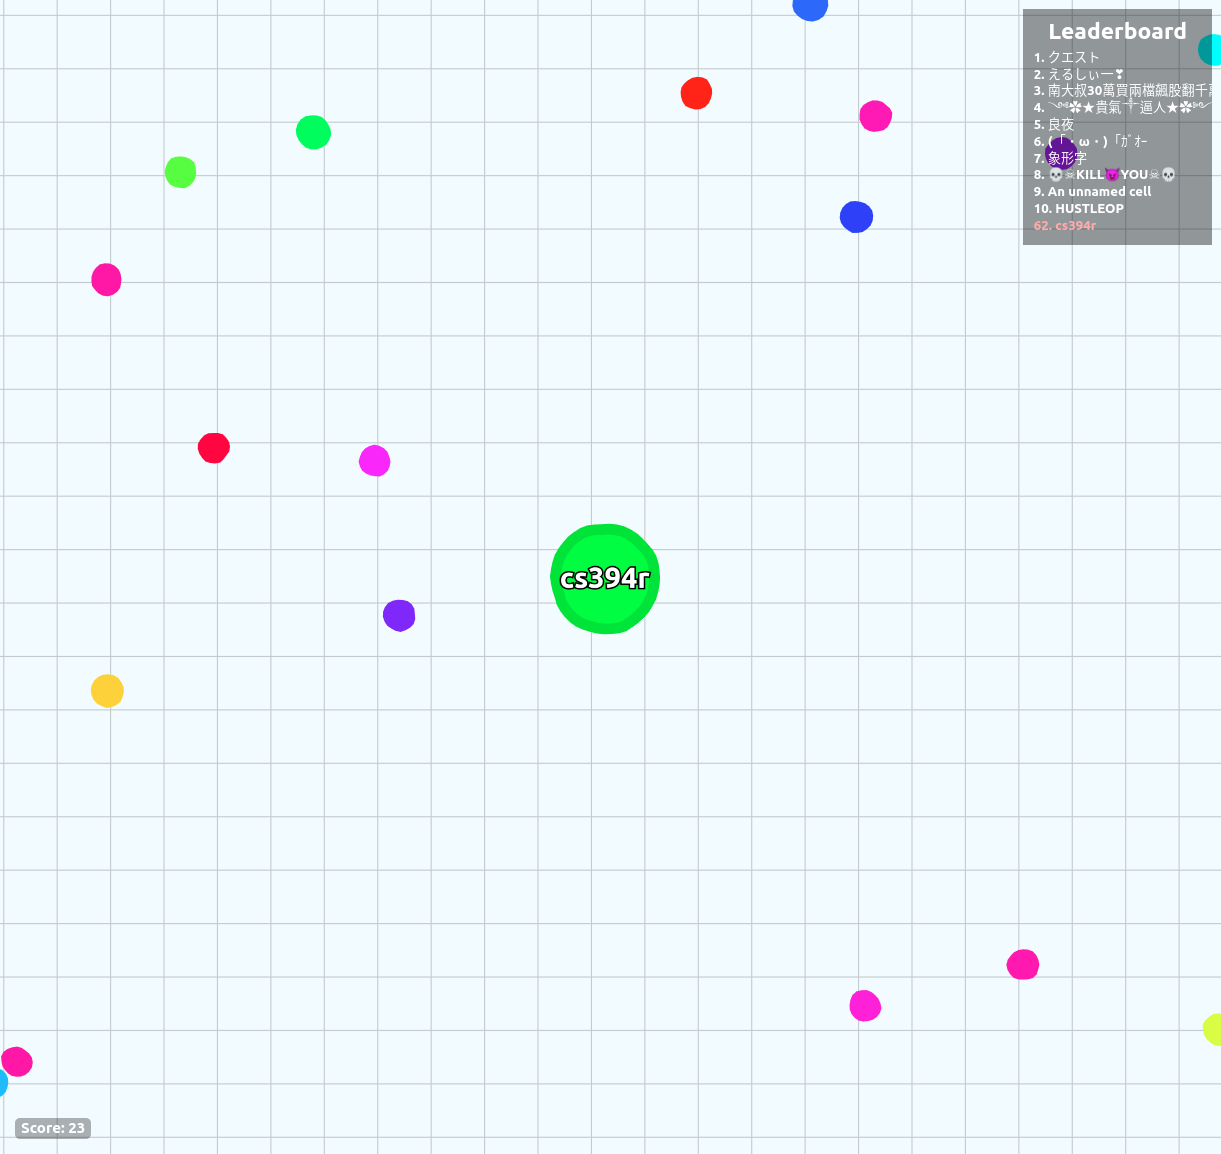 Leaderboard
1. クエスト
2. えるしぃー❣
3. 南大叔30萬買兩檔飆股翻千萬
4. ★貴氣╬逼人★
5. 良夜
6. (「・ω・)「ｶﾞｵｰ
7. 象形字
8. 💀☠KILL😈YOU☠💀
9. An unnamed cell
10. HUSTLEOP
62. cs394r
cs394r
Score: 23